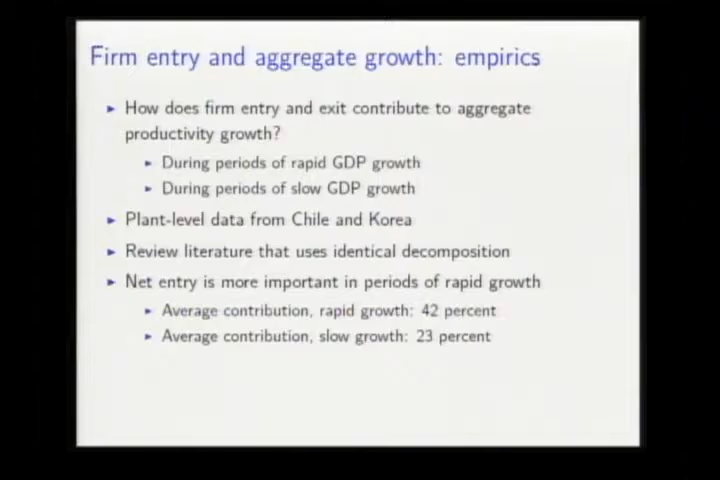 Firm entry and aggregate growth: empirics
How does firm entry and exit contribute to aggregate
productivity growth?
During periods of rapid GDP growth
During periods of slow GDP growth
Plant-level data from Chile and Korea
Review literature that uses identical decomposition
Net entry is more important in periods of rapid growth
Average contribution, rapid growth: 42 percent
Average contribution, slow growth: 23 percent